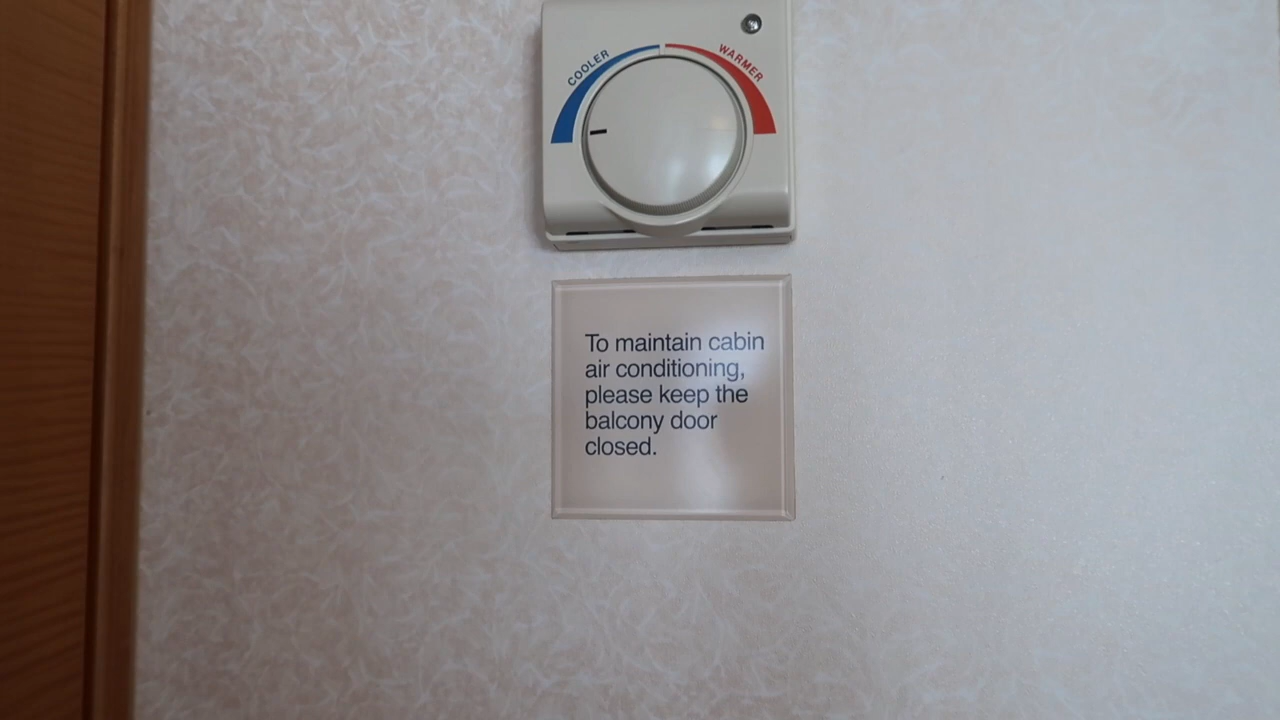 COOLER
WARMER
To maintain cabin
air conditioning,
please keep the
balcony door
closed.